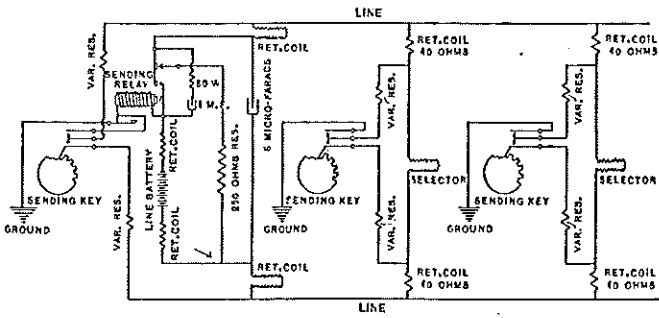 LINE
RET. COIL
RET. COIL
40 OHMS
RET. COIL
40 OHMS
VAR. RES.
SENDING
RELAY
80 W
1 M.F.
RET. COIL
LINE BATTERY
RET. COIL
250 OHMS RES.
6 MICRO-FARADS
VAR. RES.
VAR. RES.
SENDING KEY
GROUND
VAR. RES.
SENDING KEY
GROUND
SELECTOR
VAR. RES.
SENDING KEY
GROUND
SELECTOR
VAR. RES.
RET. COIL
RET. COIL
40 OHMS
RET. COIL
40 OHMS
LINE